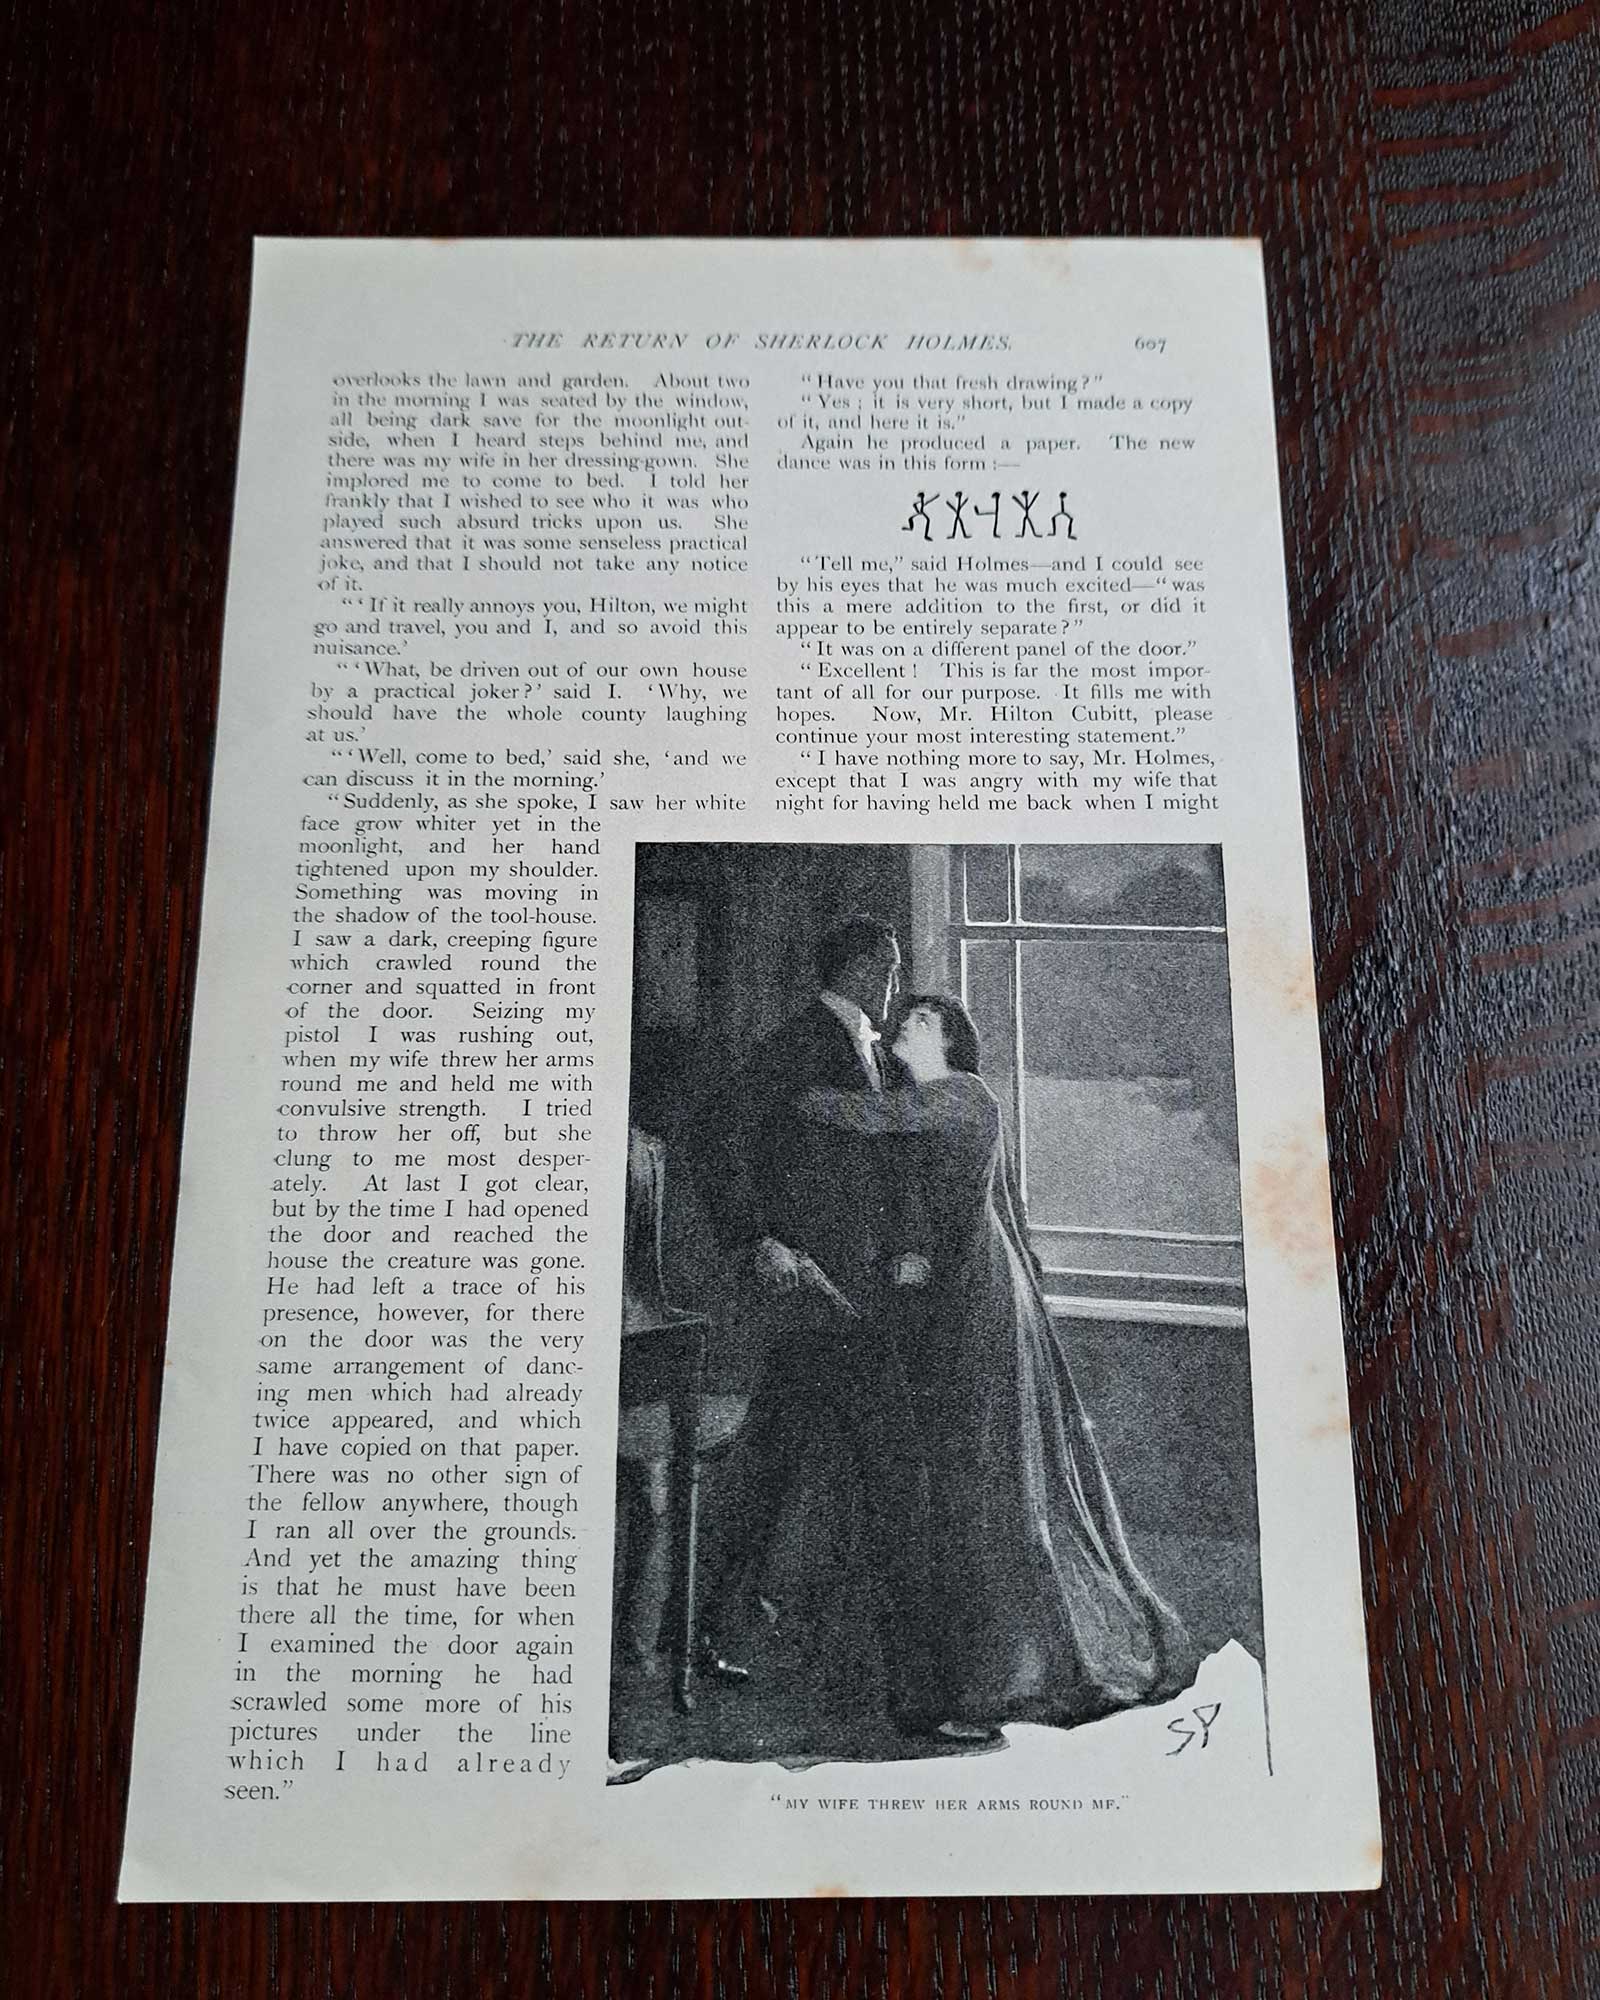 THE RETURN OF SHERLOCK HOLMES.
607
overlooks the lawn and garden. About two
in the morning I was seated by the window,
all being dark save for the moonlight out-
side, when I heard steps behind me, and
there was my wife in her dressing-gown. She
implored me to come to bed. I told her
frankly that I wished to see who it was who
played such absurd tricks upon us. She
answered that it was some senseless practical
joke, and that I should not take any notice
of it.
“‘If it really annoys you, Hilton, we might
go and travel, you and I, and so avoid this
nuisance.’
“‘What, be driven out of our own house
by a practical joker?’ said I. ‘Why, we
should have the whole county laughing
at us.’
“‘Well, come to bed,’ said she, ‘and we
can discuss it in the morning.’
“Suddenly, as she spoke, I saw her white
face grow whiter yet in the
moonlight, and her hand
tightened upon my shoulder.
Something was moving in
the shadow of the tool-house.
I saw a dark, creeping figure
which crawled round the
corner and squatted in front
of the door. Seizing my
pistol I was rushing out,
when my wife threw her arms
round me and held me with
convulsive strength. I tried
to throw her off, but she
clung to me most desper-
ately. At last I got clear,
but by the time I had opened
the door and reached the
house the creature was gone.
He had left a trace of his
presence, however, for there
on the door was the very
same arrangement of danc-
ing men which had already
twice appeared, and which
I have copied on that paper.
There was no other sign of
the fellow anywhere, though
I ran all over the grounds.
And yet the amazing thing
is that he must have been
there all the time, for when
I examined the door again
in the morning he had
scrawled some more of his
pictures under the line
which I had already
seen.”
“Have you that fresh drawing?”
“Yes; it is very short, but I made a copy
of it, and here it is.”
Again he produced a paper. The new
dance was in this form:—
“Tell me,” said Holmes—and I could see
by his eyes that he was much excited—“was
this a mere addition to the first, or did it
appear to be entirely separate?”
“It was on a different panel of the door.”
“Excellent! This is far the most impor-
tant of all for our purpose. It fills me with
hopes. Now, Mr. Hilton Cubitt, please
continue your most interesting statement.”
“I have nothing more to say, Mr. Holmes,
except that I was angry with my wife that
night for having held me back when I might
SP
“MY WIFE THREW HER ARMS ROUND ME.”